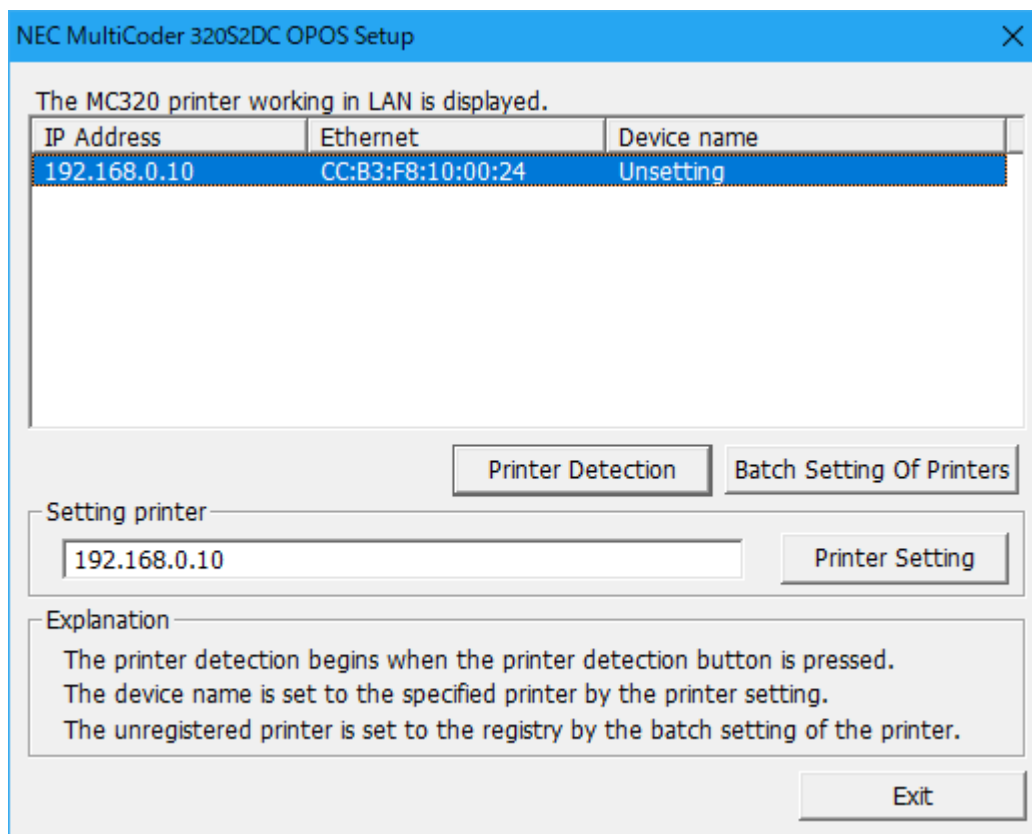 NEC MultiCoder 320S2DC OPOS Setup
The MC320 printer working in LAN is displayed.
IP Address Ethernet Device name
192.168.0.10 CC:B3:F8:10:00:24 Unsetting
Printer Detection Batch Setting Of Printers
Setting printer
192.168.0.10 Printer Setting
Explanation
The printer detection begins when the printer detection button is pressed.
The device name is set to the specified printer by the printer setting.
The unregistered printer is set to the registry by the batch setting of the printer.
Exit